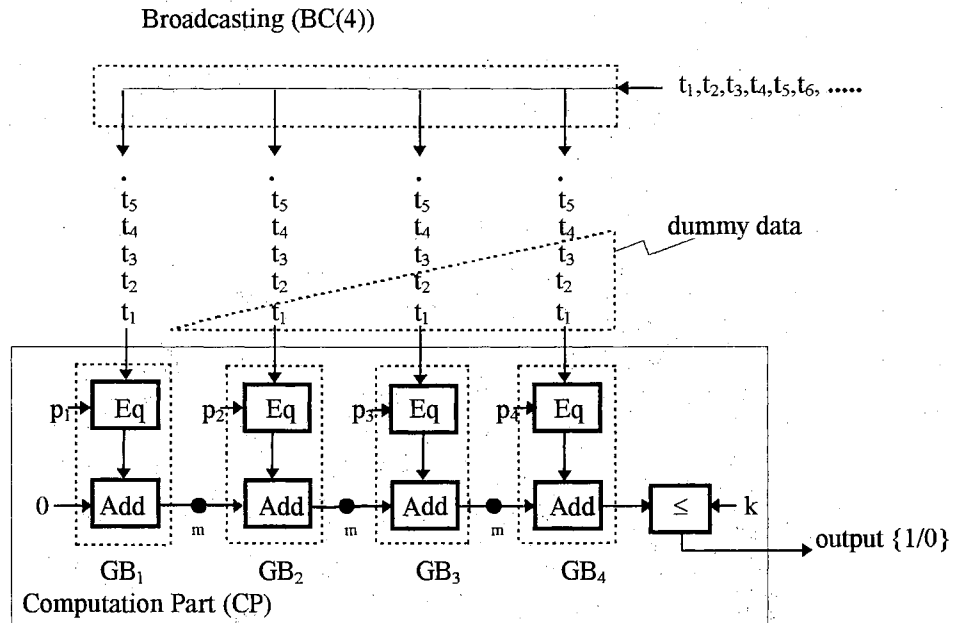 Broadcasting (BC(4))
t₁,t₂,t₃,t₄,t₅,t₆, .....
. . . .
t₅ t₅ t₅ t₅
t₄ t₄ t₄ t₄
dummy data
t₃ t₃ t₃ t₃
t₂ t₂ t₂ t₂
t₁ t₁ t₁ t₁
p₁ Eq p₂ Eq p₃ Eq p₄ Eq
0 Add m Add m Add m Add ≤ k
output {1/0}
GB₁ GB₂ GB₃ GB₄
Computation Part (CP)